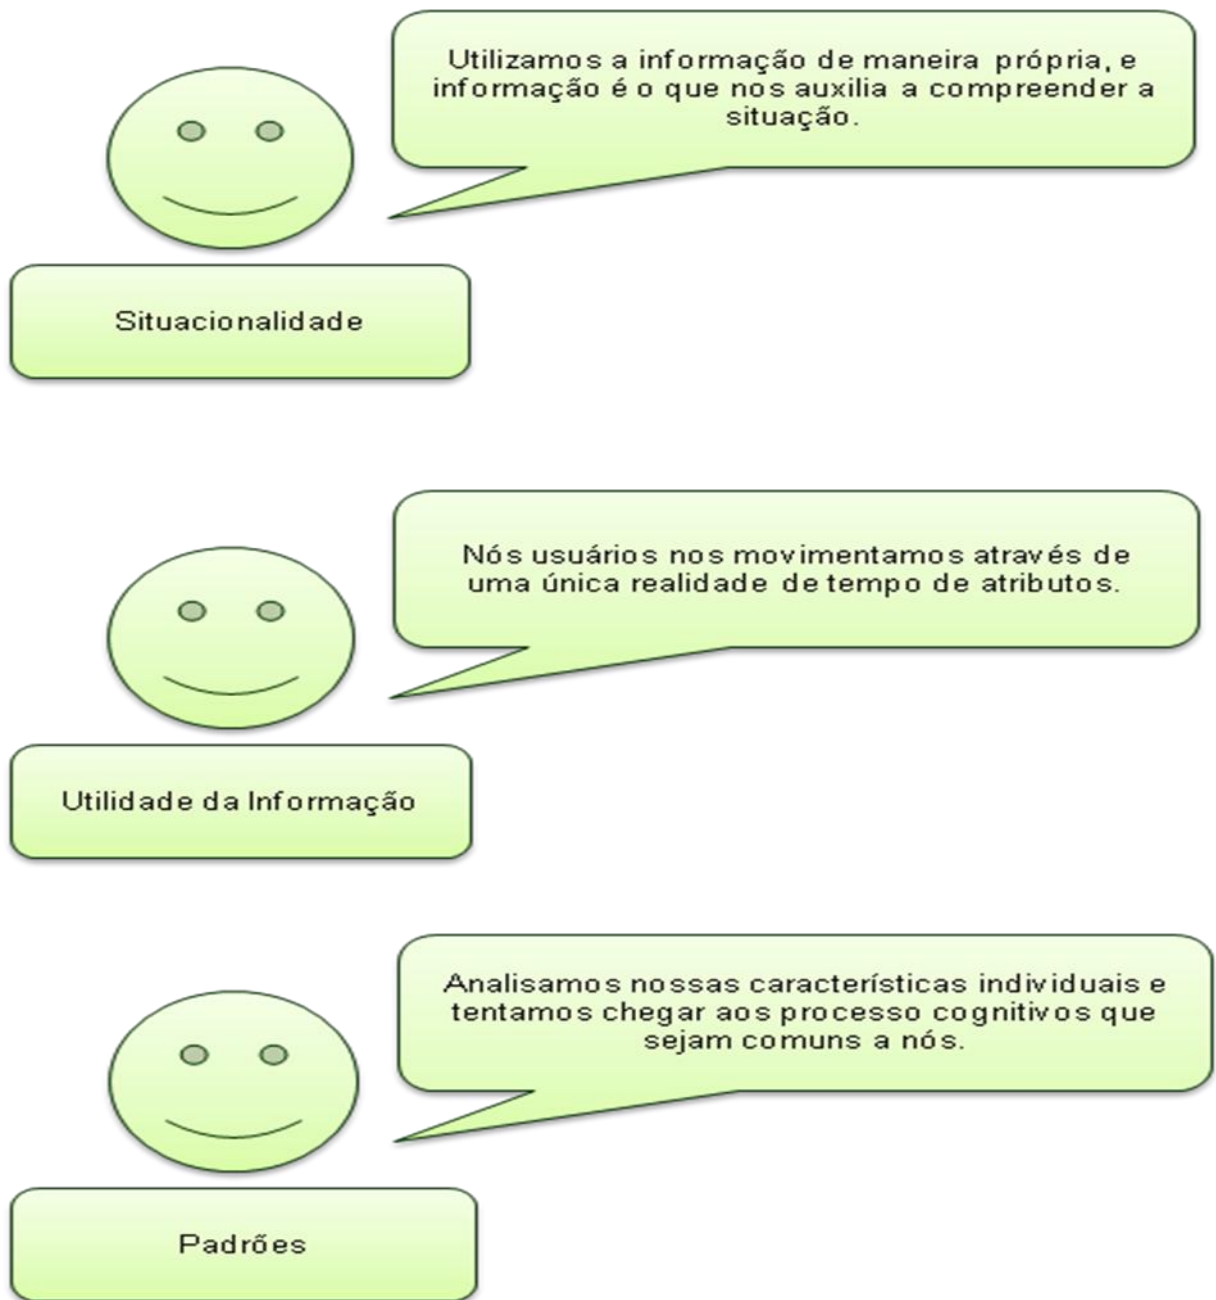 Utilizamos a informação de maneira própria, e
informação é o que nos auxilia a compreender a
situação.
Situacionalidade
Nós usuários nos movimentamos através de
uma única realidade de tempo de atributos.
Utilidade da Informação
Analisamos nossas características individuais e
tentamos chegar aos processo cognitivos que
sejam comuns a nós.
Padrões